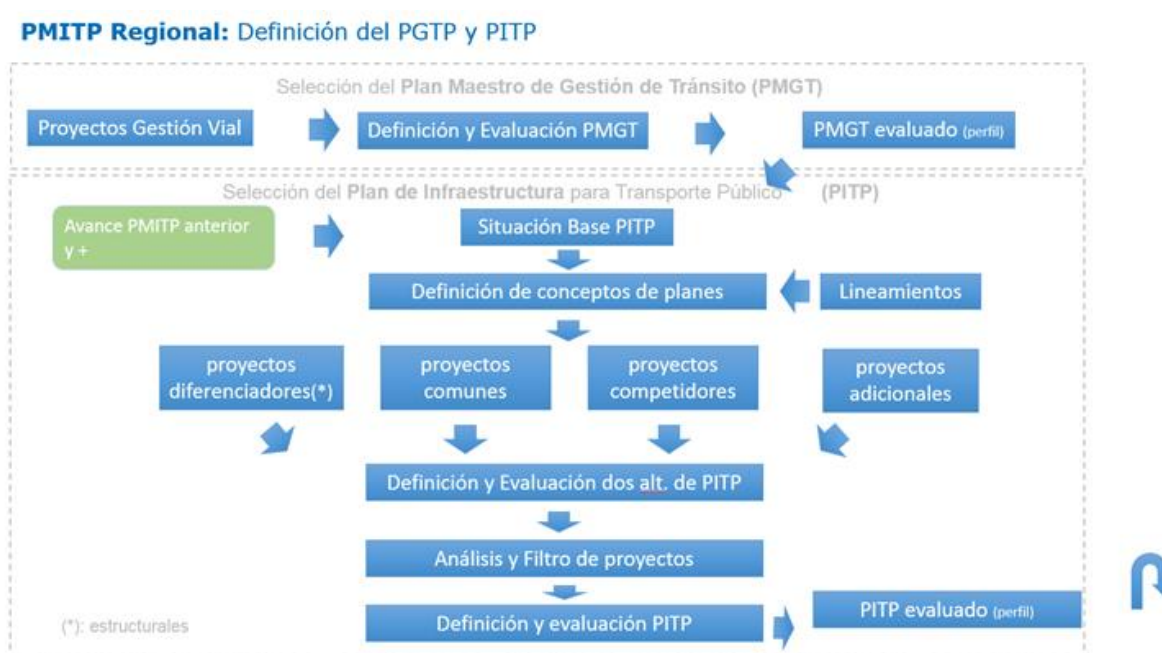 PMITP Regional: Definición del PGTP y PITP
Selección del Plan Maestro de Gestión de Tránsito (PMGT)
Proyectos Gestión Vial
Definición y Evaluación PMGT
PMGT evaluado (perfil)
Selección del Plan de Infraestructura para Transporte Público (PITP)
Avance PMITP anterior
y +
Situación Base PITP
Definición de conceptos de planes
Lineamientos
proyectos
diferenciadores(*)
proyectos
comunes
proyectos
competidores
proyectos
adicionales
Definición y Evaluación dos alt. de PITP
Análisis y Filtro de proyectos
Definición y evaluación PITP
PITP evaluado (perfil)
(*): estructurales